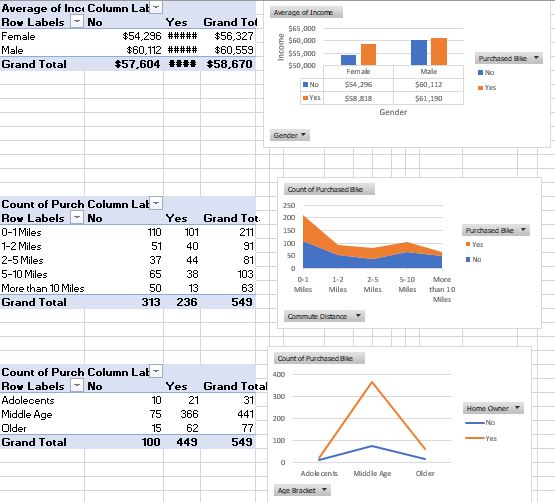 Average of Inc Column Lab
Row Labels No Yes Grand Tot
Female $54,296 ##### $56,327
Male $60,112 ##### $60,559
Grand Total $57,604 #### $58,670
Average of Income
$65,000
$60,000
$55,000
$50,000
Income
Female Male
No $54,296 $60,112
Yes $58,818 $61,190
Gender
Purchased Bike
No
Yes
Gender
Count of Purch Column Lab
Row Labels No Yes Grand Tot
0-1 Miles 110 101 211
1-2 Miles 51 40 91
2-5 Miles 37 44 81
5-10 Miles 65 38 103
More than 10 Miles 50 13 63
Grand Total 313 236 549
Count of Purchased Bike
250
200
150
100
50
0
0-1 1-2 2-5 5-10 More
Miles Miles Miles Miles than 10
Miles
Purchased Bike
Yes
No
Commute Distance
Count of Purch Column Lab
Row Labels No Yes Grand Total
Adolecents 10 21 31
Middle Age 75 366 441
Older 15 62 77
Grand Total 100 449 549
Count of Purchased Bike
400
300
200
100
0
Adolecents Middle Age Older
Home Owner
No
Yes
Age Bracket